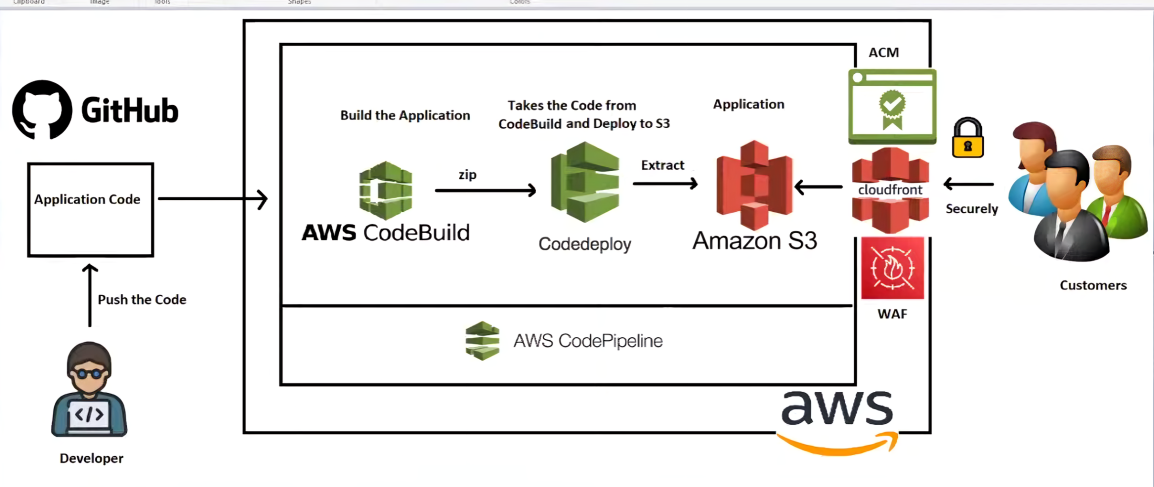 Clipboard
Image
Tools
Shapes
Colors
GitHub
Application Code
Push the Code
</>
Developer
Build the Application
AWS CodeBuild
zip
Takes the Code from
CodeBuild and Deploy to S3
Codedeploy
Extract
Application
Amazon S3
AWS CodePipeline
ACM
cloudfront
WAF
Securely
Customers
aws